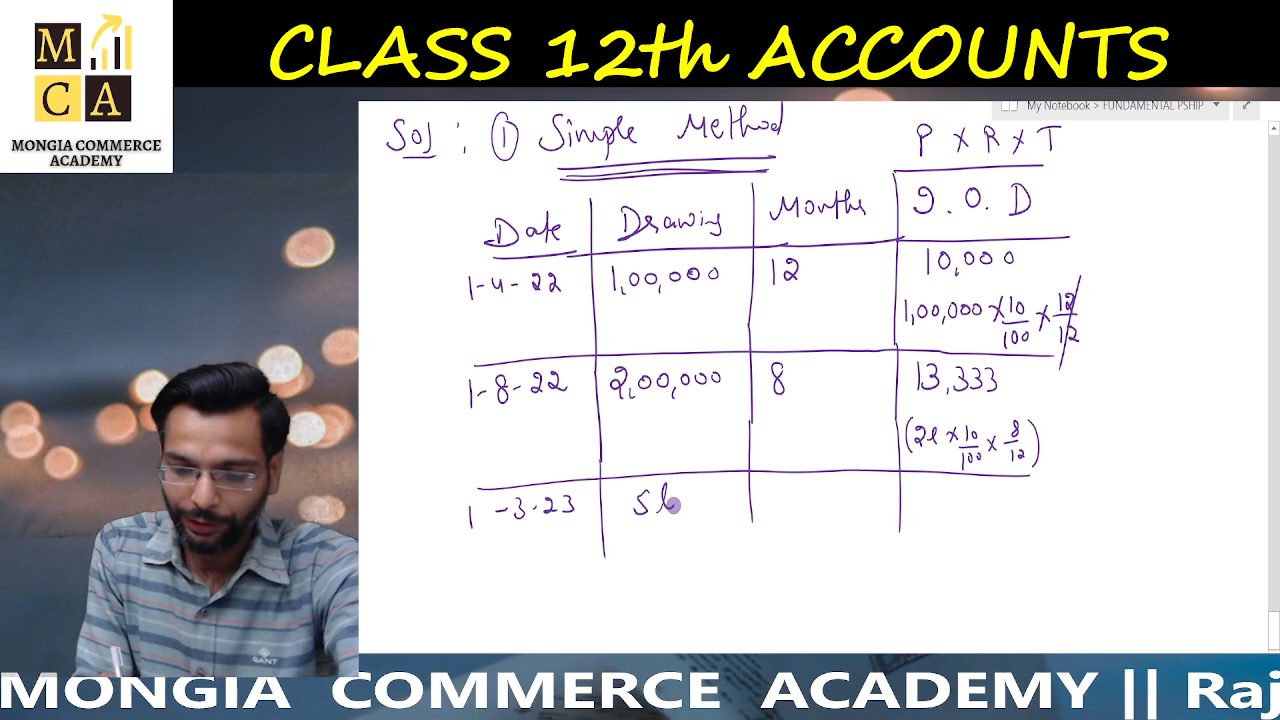 M
C A
MONGIA COMMERCE
ACADEMY
CLASS 12th ACCOUNTS
My Notebook > FUNDAMENTAL PSHIP
Sol : ① Simple Method
P x R x T
Date Drawing Months I.O.D
1-4-22 1,00,000 12 10,000
1,00,000 x 10/100 x 12/12
1-8-22 2,00,000 8 13,333
(2l x 10/100 x 8/12)
1-3-23 5 l
GANT
MONGIA COMMERCE ACADEMY || Raj